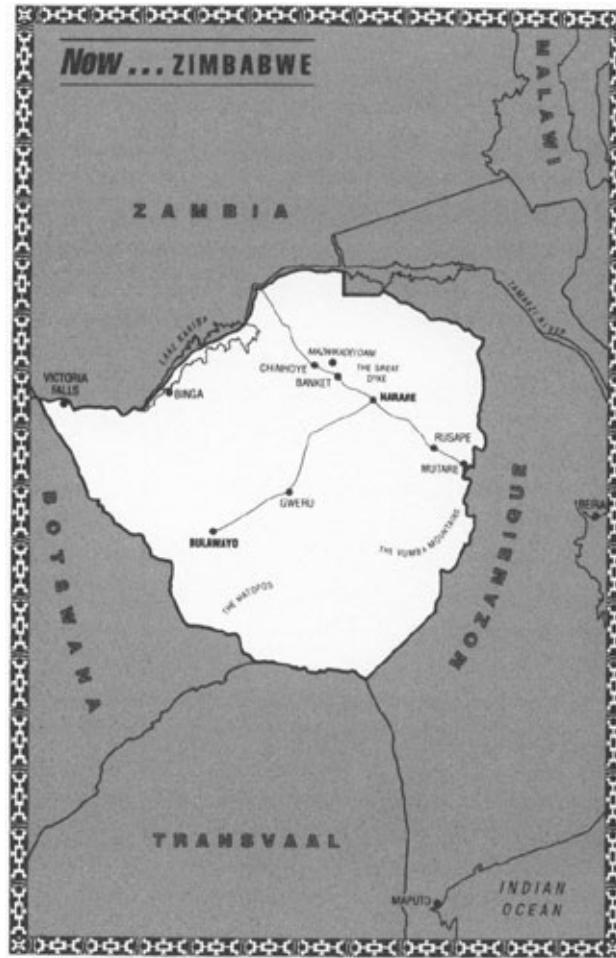 Now... ZIMBABWE
MALAWI
ZAMBIA
LAKE KARIBA
VICTORIA
FALLS
BINGA
CHINHOYE
BANKET
THE GREAT
DYKE
HARARE
RUSAPE
MUTARE
GWERU
BULAWAYO
THE VUMBA MOUNTAINS
THE MATOPOS
BOTSWANA
MOZAMBIQUE
BEIRA
TRANSVAAL
MAPUTO
INDIAN
OCEAN